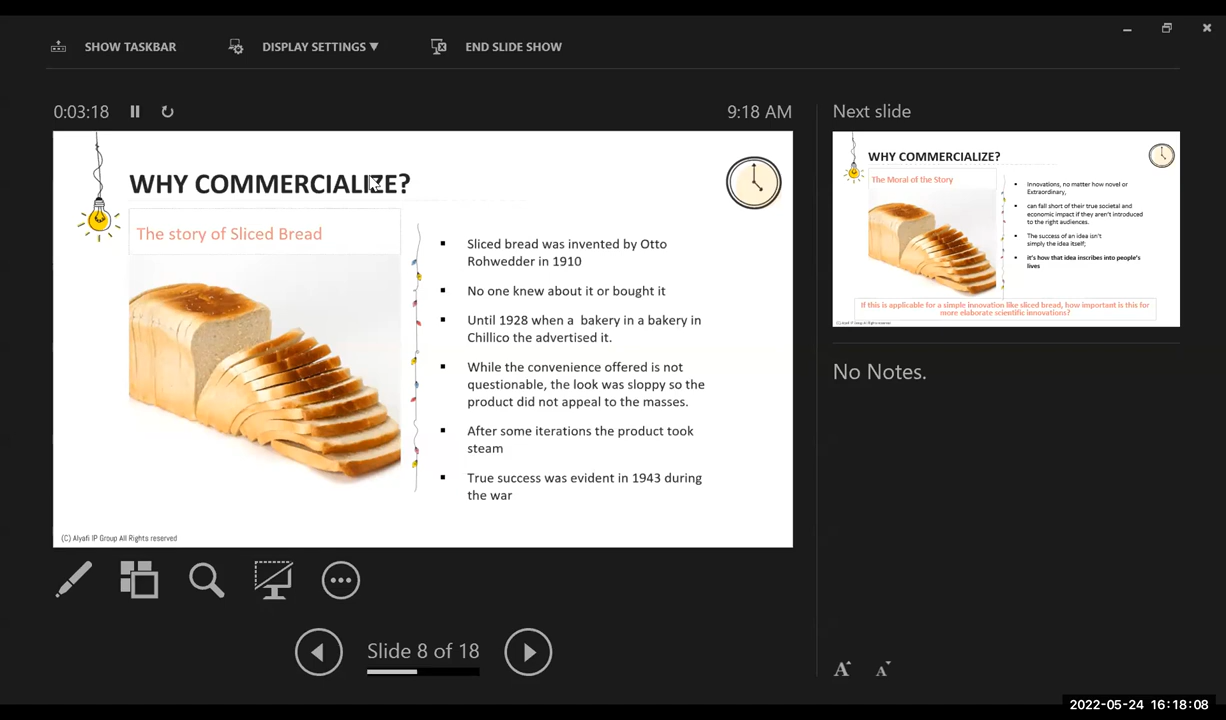 SHOW TASKBAR
DISPLAY SETTINGS ▼
END SLIDE SHOW
0:03:18
9:18 AM
WHY COMMERCIALIZE?
The story of Sliced Bread
▪ Sliced bread was invented by Otto
Rohwedder in 1910
▪ No one knew about it or bought it
▪ Until 1928 when a  bakery in a bakery in
Chillico the advertised it.
▪ While the convenience offered is not
questionable, the look was sloppy so the
product did not appeal to the masses.
▪ After some iterations the product took
steam
▪ True success was evident in 1943 during
the war
(C) Alyafi IP Group All Rights reserved
Slide 8 of 18
Next slide
WHY COMMERCIALIZE?
The Moral of the Story
• Innovations, no matter how novel or
Extraordinary,
• can fall short of their true societal and
economic impact if they aren't introduced
to the right audiences.
• The success of an idea isn't
simply the idea itself;
• it's how that idea inscribes into people's
lives
If this is applicable for a simple innovation like sliced bread, how important is this for
more elaborate scientific innovations?
(C) Alyafi IP Group All Rights reserved
No Notes.
A A
2022-05-24 16:18:08